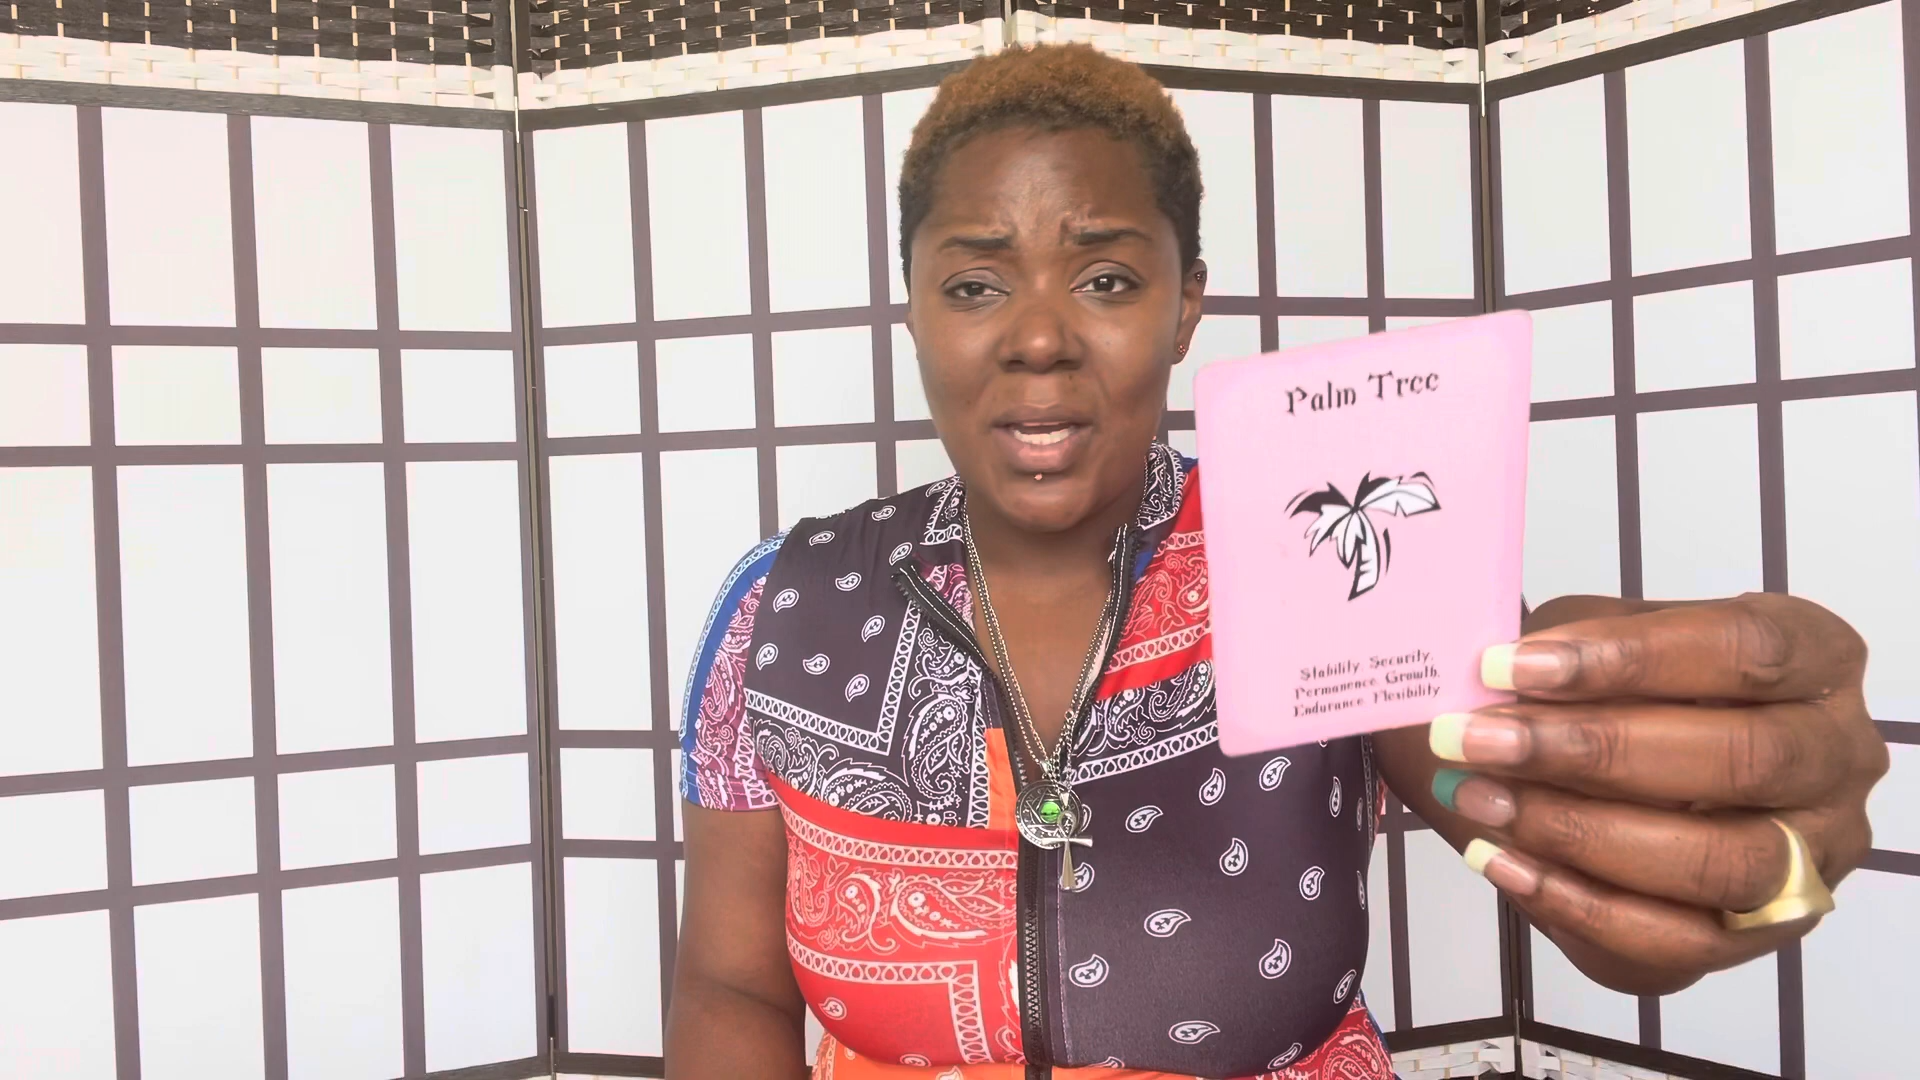 Palm Tree
Stability, Security,
Permanence, Growth,
Endurance, Flexibility